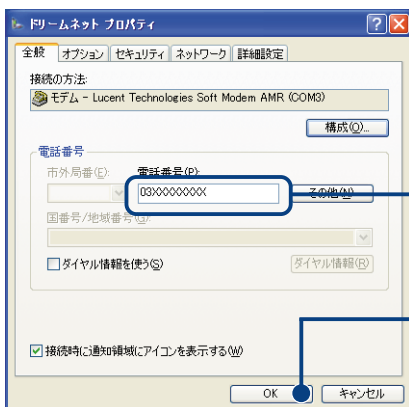 ドリームネット プロパティ
全般 オプション セキュリティ ネットワーク 詳細設定
接続の方法:
モデム - Lucent Technologies Soft Modem AMR (COM3)
構成(O)...
電話番号
市外局番(E): 電話番号(P):
03XXXXXXXX その他(N)
国番号/地域番号(G):
ダイヤル情報を使う(S) ダイヤル情報(R)
接続時に通知領域にアイコンを表示する(W)
OK キャンセル